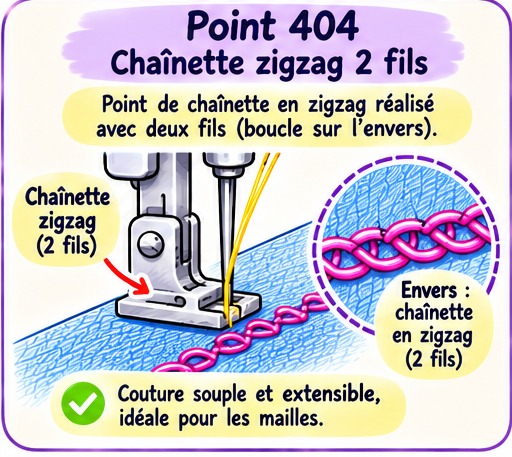 Point 404
Chaînette zigzag 2 fils
Point de chaînette en zigzag réalisé
avec deux fils (boucle sur l'envers).
Chaînette
zigzag
(2 fils)
Envers :
chaînette
en zigzag
(2 fils)
Couture souple et extensible,
idéale pour les mailles.